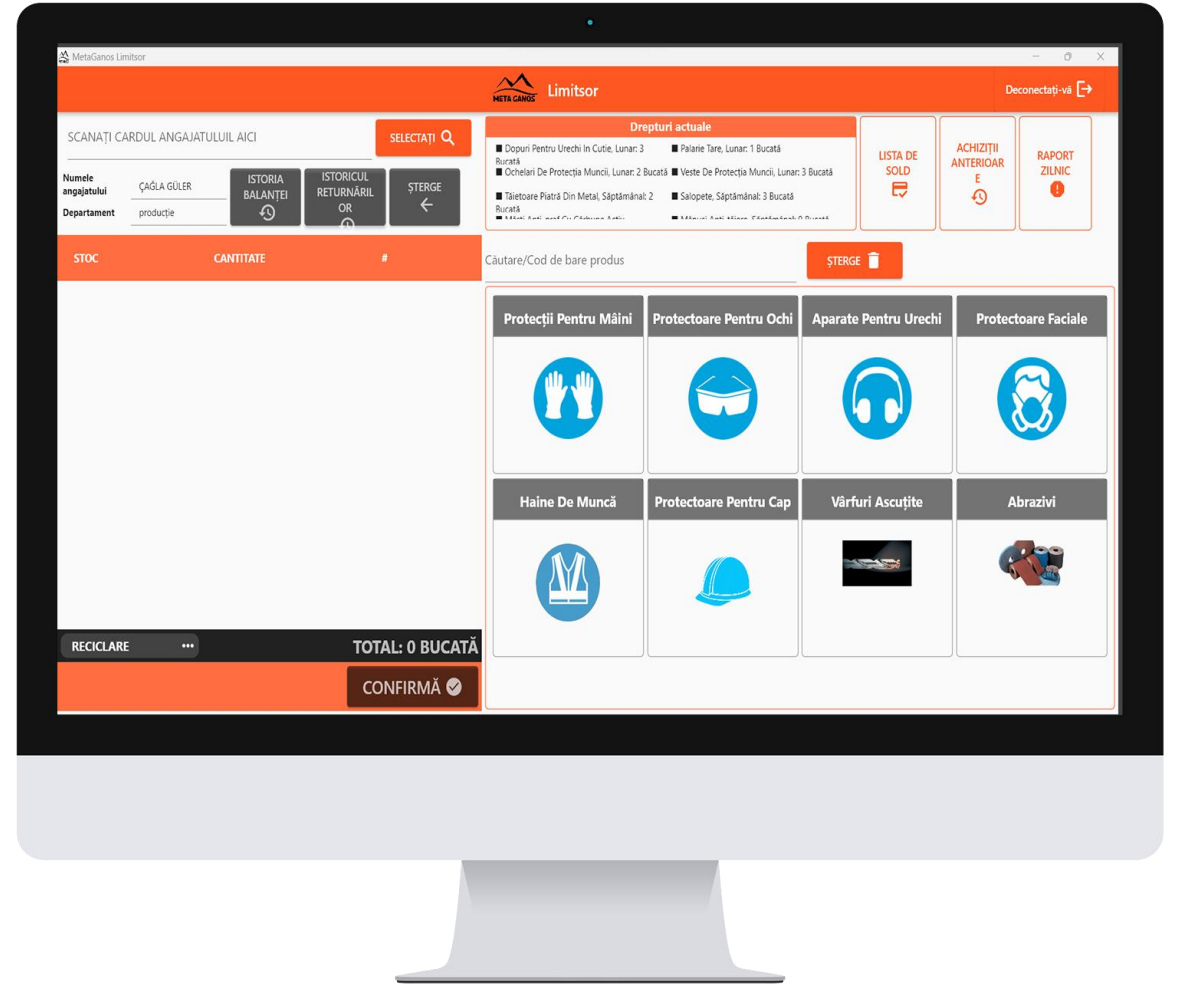 MetaGanos Limitsor
META GANOS
Limitsor
Deconectați-vă
SCANAȚI CARDUL ANGAJATULUIL AICI
SELECTAȚI
Numele
angajatului
ÇAĞLA GÜLER
Departament
producție
ISTORIA
BALANȚEI
ISTORICUL
RETURNĂRIL
OR
ȘTERGE
Drepturi actuale
Dopuri Pentru Urechi In Cutie, Lunar: 3
Bucată
Palarie Tare, Lunar: 1 Bucată
Ochelari De Protecția Muncii, Lunar: 2 Bucată
Veste De Protecția Muncii, Lunar: 3 Bucată
Tăietoare Piatră Din Metal, Săptămânal: 2
Bucată
Salopete, Săptămânal: 3 Bucată
LISTA DE
SOLD
ACHIZIȚII
ANTERIOAR
E
RAPORT
ZILNIC
STOC
CANTITATE
#
Căutare/Cod de bare produs
ȘTERGE
Protecții Pentru Mâini
Protectoare Pentru Ochi
Aparate Pentru Urechi
Protectoare Faciale
Haine De Muncă
Protectoare Pentru Cap
Vârfuri Ascuțite
Abrazivi
RECICLARE
TOTAL: 0 BUCATĂ
CONFIRMĂ